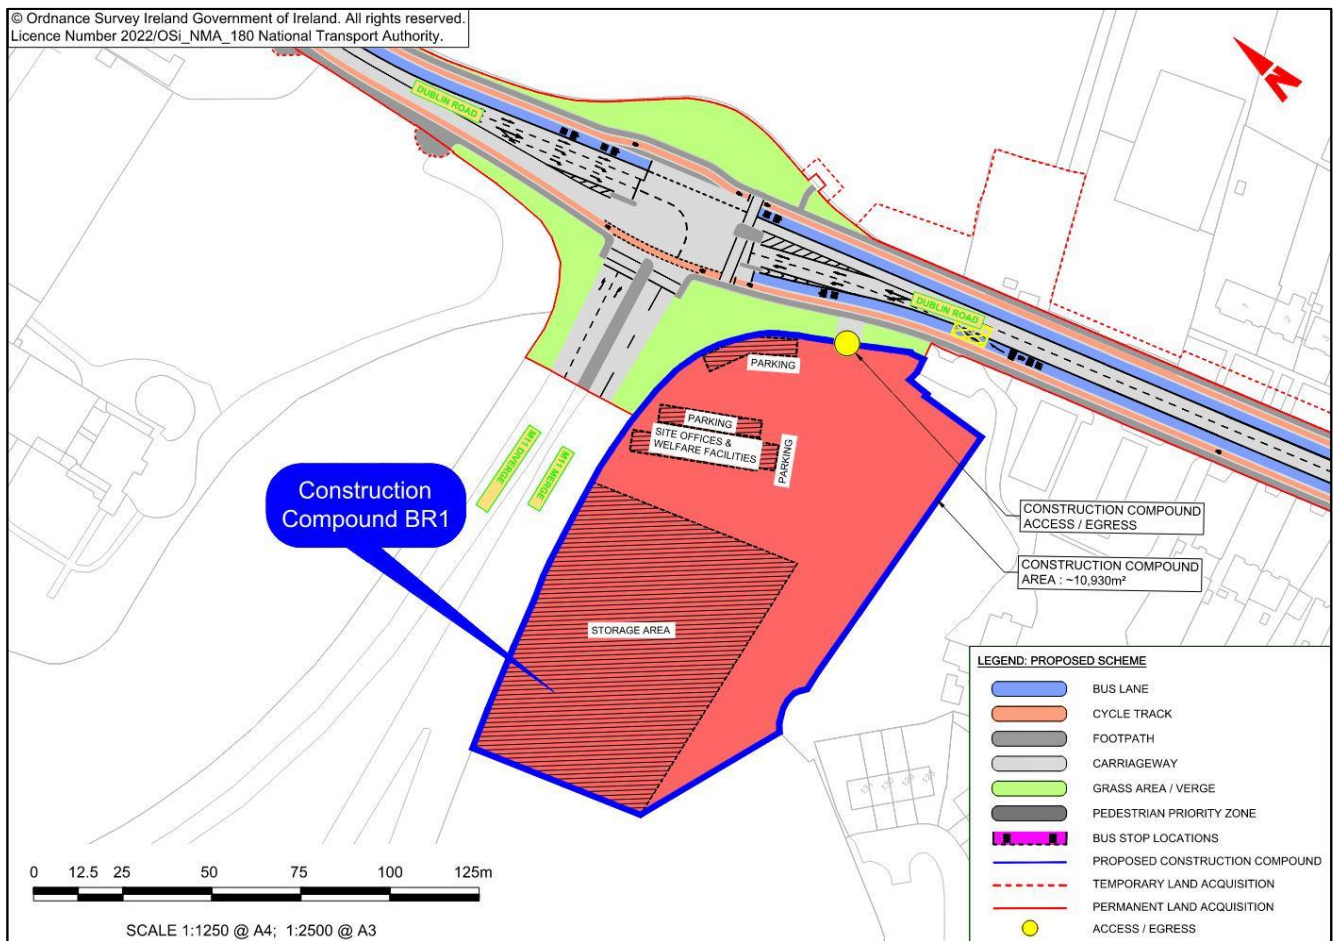 © Ordnance Survey Ireland Government of Ireland. All rights reserved.
Licence Number 2022/OSi_NMA_180 National Transport Authority.
N
DUBLIN ROAD
DUBLIN ROAD
PARKING
PARKING
SITE OFFICES &
WELFARE FACILITIES
PARKING
M11 DIVERGE
M11 MERGE
Construction
Compound BR1
CONSTRUCTION COMPOUND
ACCESS / EGRESS
CONSTRUCTION COMPOUND
AREA : ~10,930m²
STORAGE AREA
LEGEND: PROPOSED SCHEME
BUS LANE
CYCLE TRACK
FOOTPATH
CARRIAGEWAY
GRASS AREA / VERGE
PEDESTRIAN PRIORITY ZONE
BUS STOP LOCATIONS
PROPOSED CONSTRUCTION COMPOUND
TEMPORARY LAND ACQUISITION
PERMANENT LAND ACQUISITION
ACCESS / EGRESS
0 12.5 25 50 75 100 125m
SCALE 1:1250 @ A4; 1:2500 @ A3